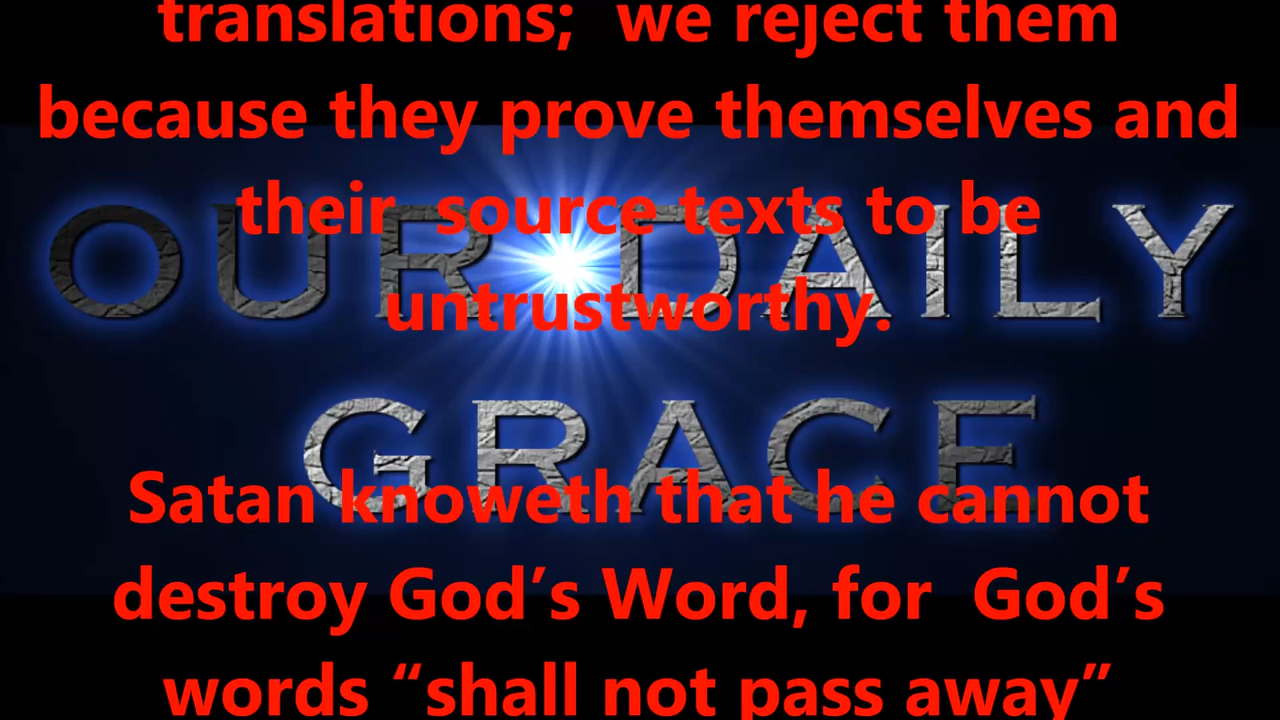 translations;  we reject them
because they prove themselves and
their  source texts to be
untrustworthy.
OUR DAILY
GRACE
Satan knoweth that he cannot
destroy God’s Word, for  God’s
words “shall not pass away”